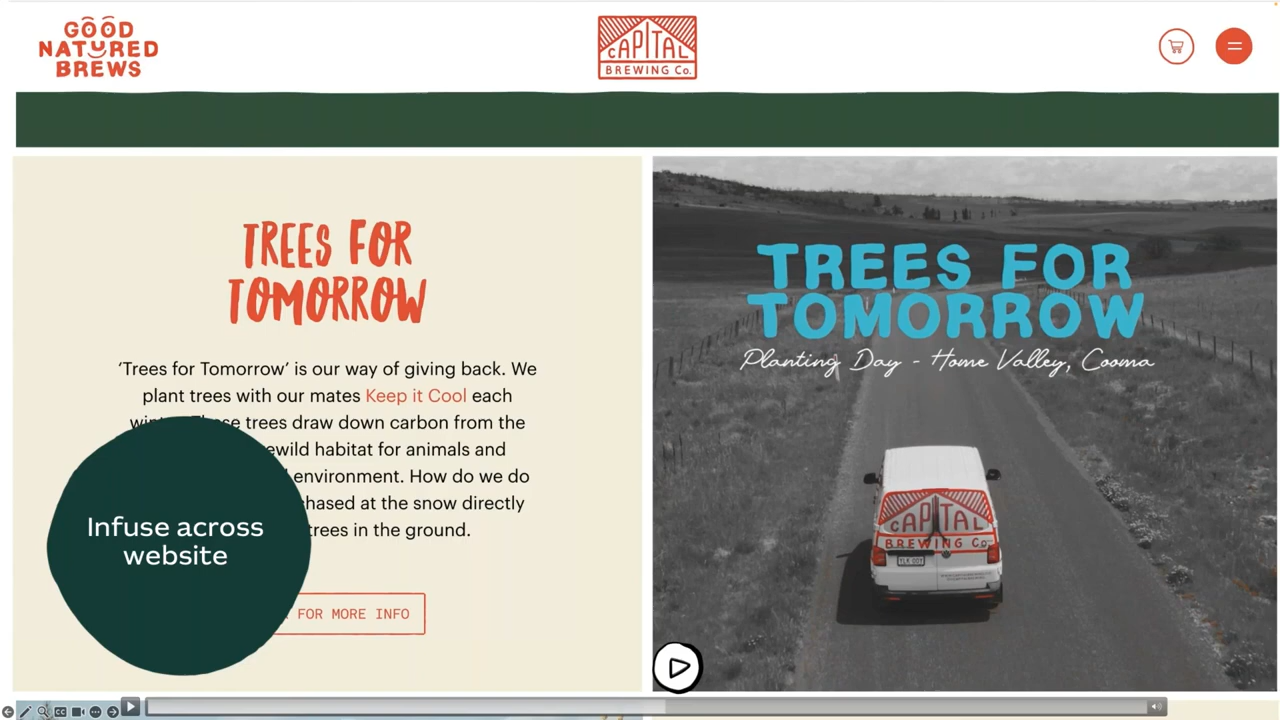 GOOD
NATURED
BREWS
CAPITAL
BREWING Co.
TREES FOR
TOMORROW
‘Trees for Tomorrow’ is our way of giving back. We
plant trees with our mates Keep it Cool each
trees draw down carbon from the
habitat for animals and
environment. How do we do
at the snow directly
trees in the ground.
FOR MORE INFO
Infuse across
website
TREES FOR
TOMORROW
Planting Day - Home Valley, Cooma
CAPITAL
BREWING Co.
CC